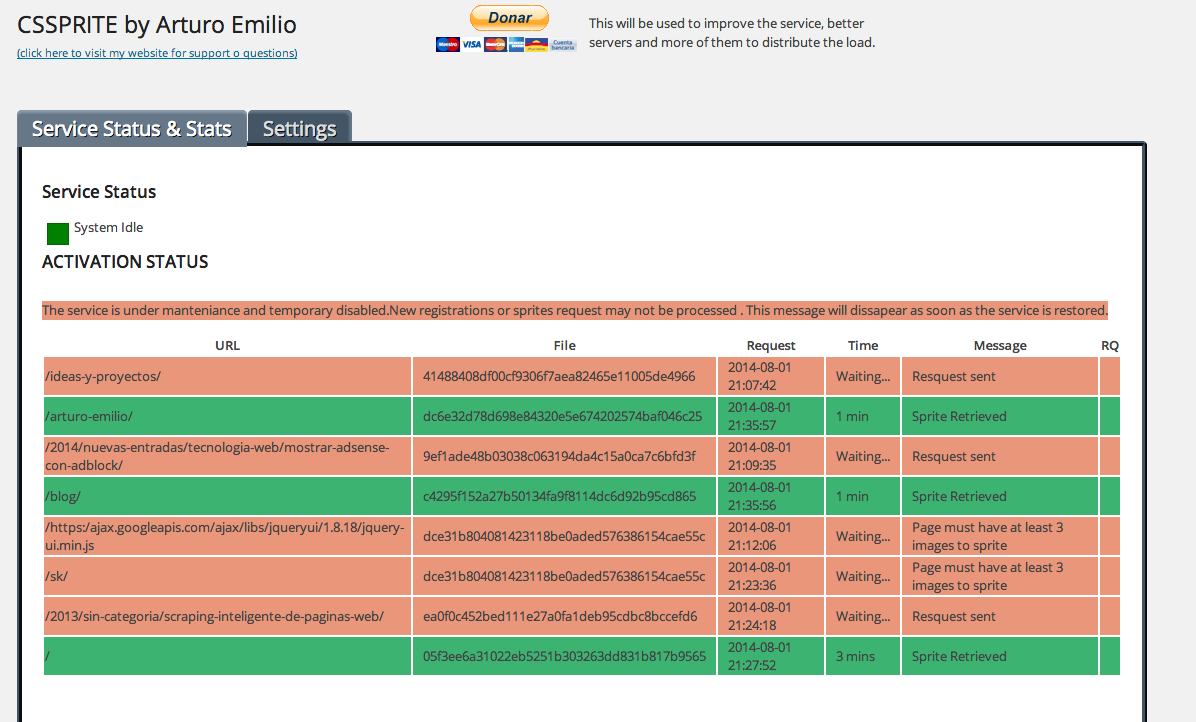 CSSPRITE by Arturo Emilio
(click here to visit my website for support o questions)
Donar
Maestro VISA MasterCard Cuenta bancaria
This will be used to improve the service, better
servers and more of them to distribute the load.
Service Status & Stats Settings
Service Status
System Idle
ACTIVATION STATUS
The service is under manteniance and temporary disabled.New registrations or sprites request may not be processed . This message will dissapear as soon as the service is restored.
URL File Request Time Message RQ
/ideas-y-proyectos/ 41488408df00cf9306f7aea82465e11005de4966 2014-08-01 21:07:42 Waiting... Resquest sent
/arturo-emilio/ dc6e32d78d698e84320e5e674202574baf046c25 2014-08-01 21:35:57 1 min Sprite Retrieved
/2014/nuevas-entradas/tecnologia-web/mostrar-adsense-con-adblock/ 9ef1ade48b03038c063194da4c15a0ca7c6bfd3f 2014-08-01 21:09:35 Waiting... Resquest sent
/blog/ c4295f152a27b50134fa9f8114dc6d92b95cd865 2014-08-01 21:35:56 1 min Sprite Retrieved
/https:/ajax.googleapis.com/ajax/libs/jqueryui/1.8.18/jquery-ui.min.js dce31b804081423118be0aded576386154cae55c 2014-08-01 21:12:06 Waiting... Page must have at least 3 images to sprite
/sk/ dce31b804081423118be0aded576386154cae55c 2014-08-01 21:23:36 Waiting... Page must have at least 3 images to sprite
/2013/sin-categoria/scraping-inteligente-de-paginas-web/ ea0f0c452bed111e27a0fa1deb95cdbc8bccefd6 2014-08-01 21:24:18 Waiting... Resquest sent
/ 05f3ee6a31022eb5251b303263dd831b817b9565 2014-08-01 21:27:52 3 mins Sprite Retrieved